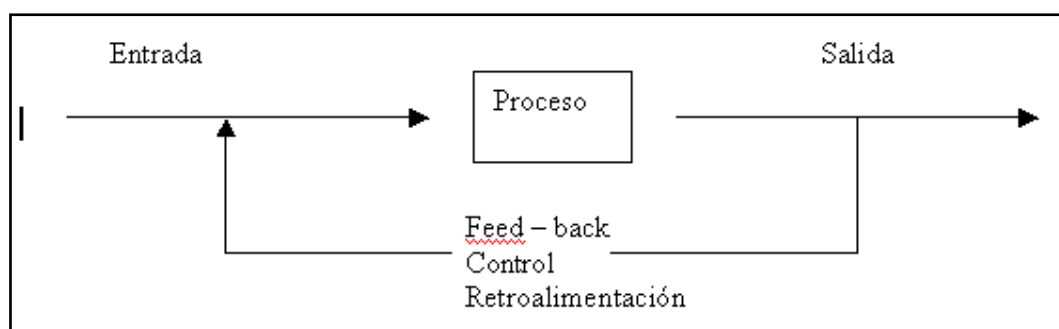 Entrada
Salida
Proceso
Feed – back
Control
Retroalimentación